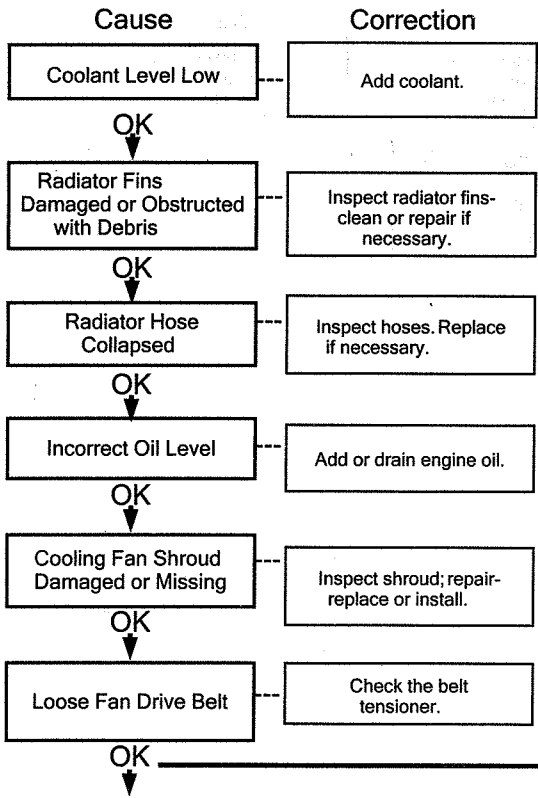 Cause
Correction
Coolant Level Low
Add coolant.
OK
Radiator Fins
Damaged or Obstructed
with Debris
Inspect radiator fins-
clean or repair if
necessary.
OK
Radiator Hose
Collapsed
Inspect hoses. Replace
if necessary.
OK
Incorrect Oil Level
Add or drain engine oil.
OK
Cooling Fan Shroud
Damaged or Missing
Inspect shroud; repair-
replace or install.
OK
Loose Fan Drive Belt
Check the belt
tensioner.
OK